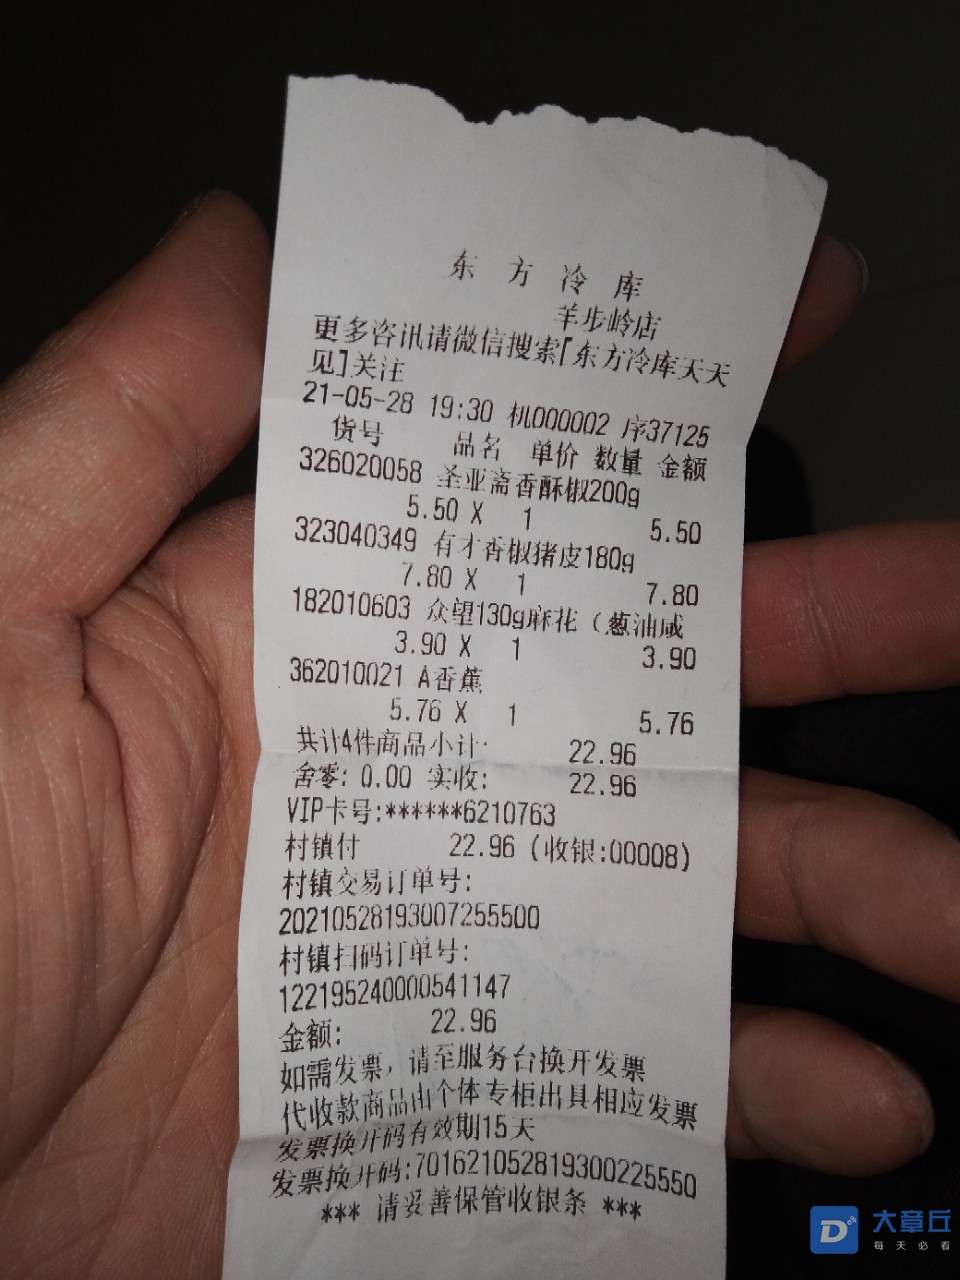 东方冷库
羊步岭店
更多咨讯请微信搜索[东方冷库天天
见]关注
21-05-28 19:30 机000002 序37125
货号 品名 单价 数量 金额
326020058 圣亚斋香酥椒200g
5.50 X 1 5.50
323040349 有才香椒猪皮180g
7.80 X 1 7.80
182010603 众望130g麻花（葱油咸
3.90 X 1 3.90
362010021 A香蕉
5.76 X 1 5.76
共计4件商品小计: 22.96
舍零: 0.00 实收: 22.96
VIP卡号:******6210763
村镇付 22.96 (收银:00008)
村镇交易订单号:
20210528193007255500
村镇扫码订单号:
122195240000541147
金额: 22.96
如需发票，请至服务台换开发票
代收款商品由个体专柜出具相应发票
发票换开码有效期15天
发票换开码:7016210528193002255550
*** 请妥善保管收银条 ***
大章丘
每天必看